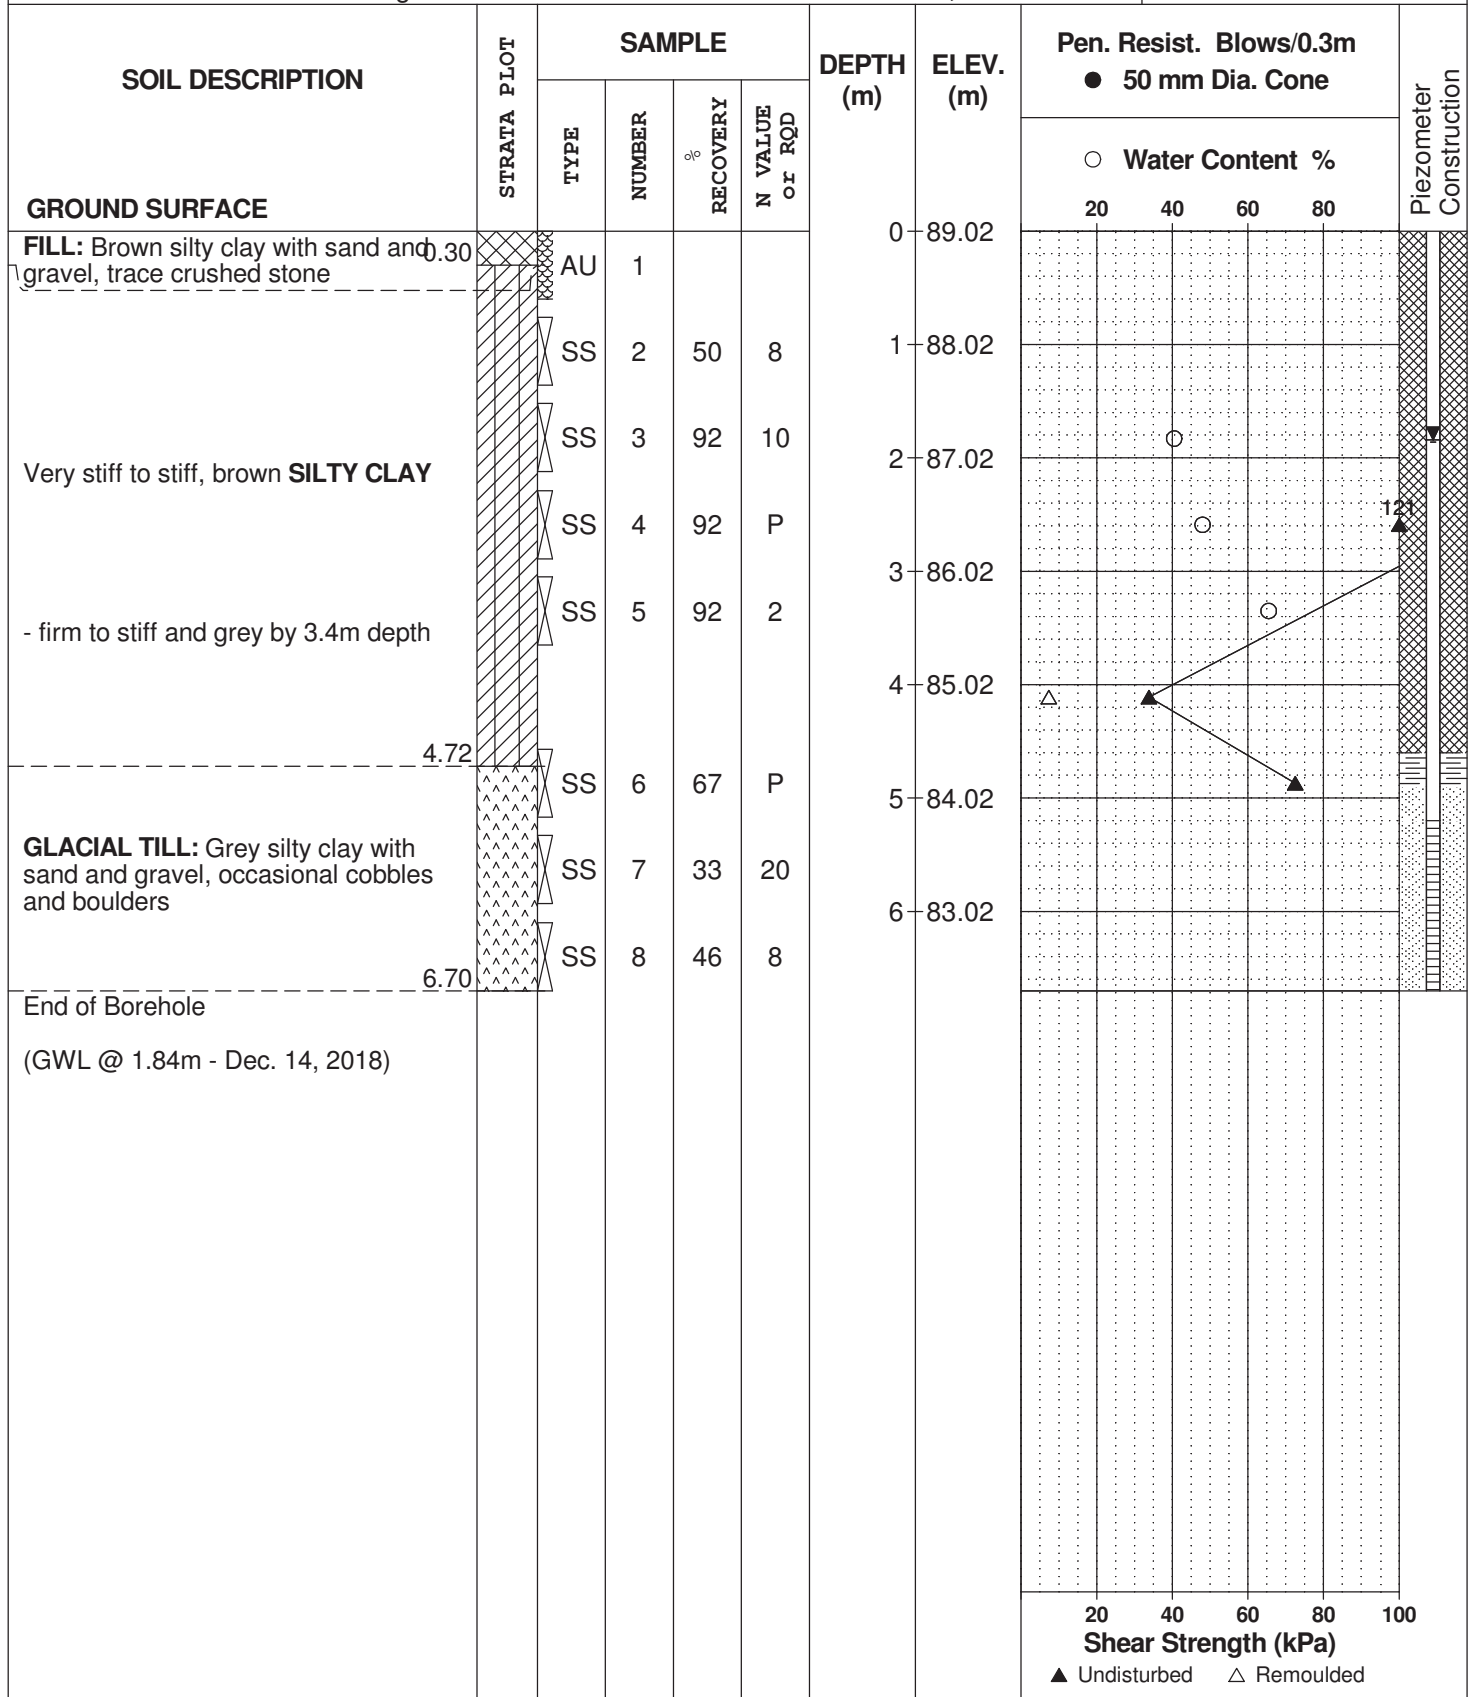 SOIL DESCRIPTION
GROUND SURFACE
STRATA PLOT
SAMPLE
TYPE
NUMBER
%
RECOVERY
N VALUE
or RQD
DEPTH
(m)
ELEV.
(m)
Pen. Resist. Blows/0.3m
● 50 mm Dia. Cone
○ Water Content %
20 40 60 80
Piezometer
Construction
0 89.02
FILL: Brown silty clay with sand and 0.30
gravel, trace crushed stone
AU 1
SS 2 50 8
1 88.02
SS 3 92 10
2 87.02
Very stiff to stiff, brown SILTY CLAY
121
SS 4 92 P
3 86.02
SS 5 92 2
- firm to stiff and grey by 3.4m depth
4 85.02
4.72
SS 6 67 P
5 84.02
GLACIAL TILL: Grey silty clay with
sand and gravel, occasional cobbles
and boulders
SS 7 33 20
6 83.02
SS 8 46 8
6.70
End of Borehole
(GWL @ 1.84m - Dec. 14, 2018)
20 40 60 80 100
Shear Strength (kPa)
▲ Undisturbed △ Remoulded